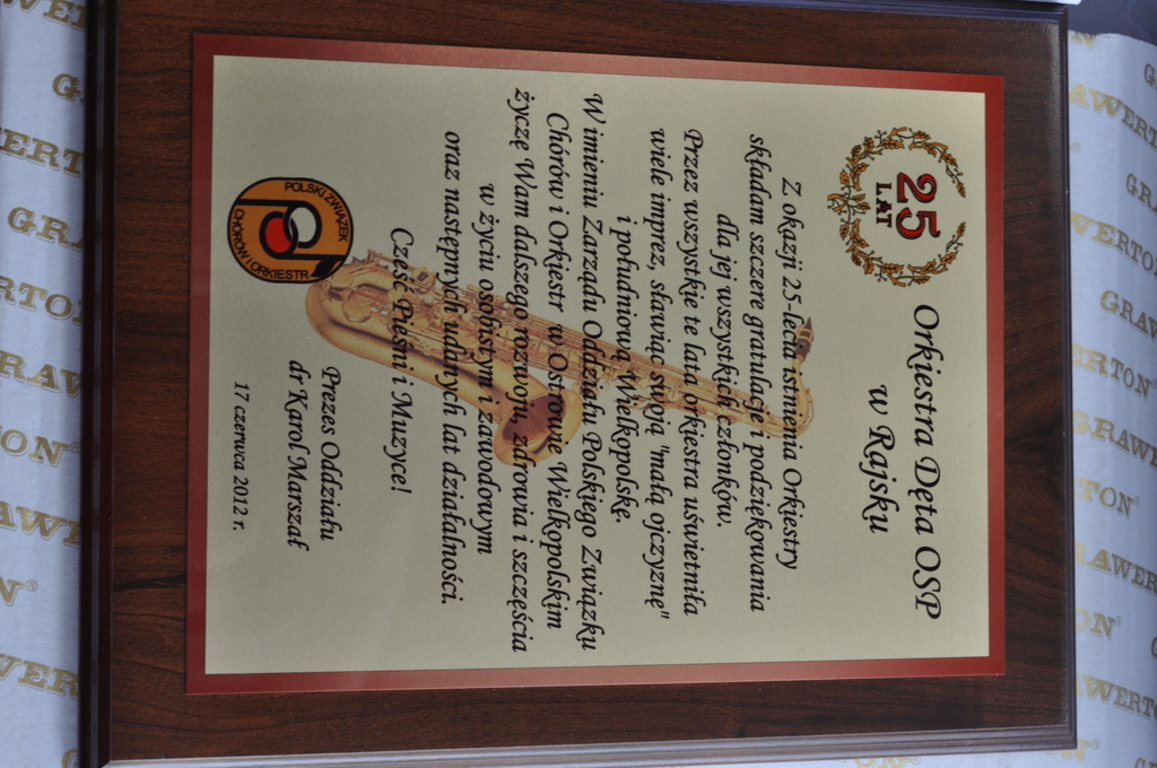 25
LAT
Orkiestra Dęta OSP
w Rajsku
Z okazji 25-lecia istnienia Orkiestry
składam szczere gratulacje i podziękowania
dla jej wszystkich członków.
Przez wszystkie te lata orkiestra uświetniła
wiele imprez, sławiąc swoją "małą ojczyznę"
i południową Wielkopolskę.
W imieniu Zarządu Oddziału Polskiego Związku
Chórów i Orkiestr w Ostrowie Wielkopolskim
życzę Wam dalszego rozwoju, zdrowia i szczęścia
w życiu osobistym i zawodowym
oraz następnych udanych lat działalności.
Cześć Pieśni i Muzyce!
POLSKI ZWIĄZEK
CHÓRÓW I ORKIESTR
Prezes Oddziału
dr Karol Marszał
17 czerwca 2012 r.
GRAWERTON®